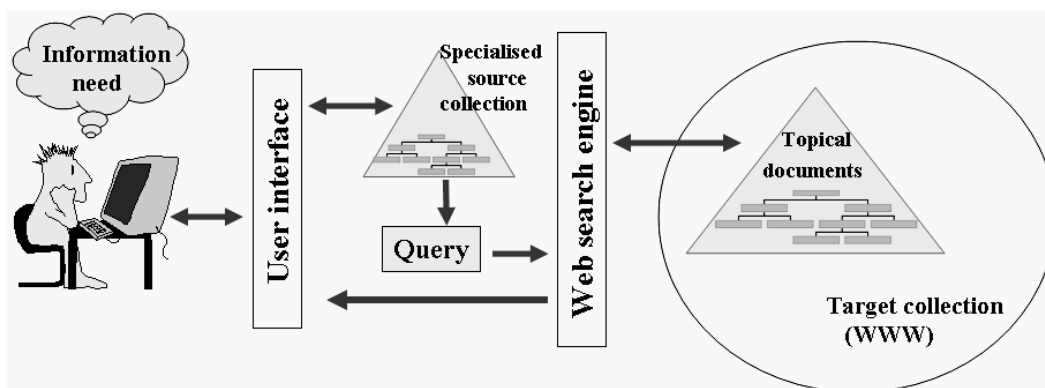 Information
need
User interface
Specialised
source
collection
Query
Web search engine
Topical
documents
Target collection
(WWW)